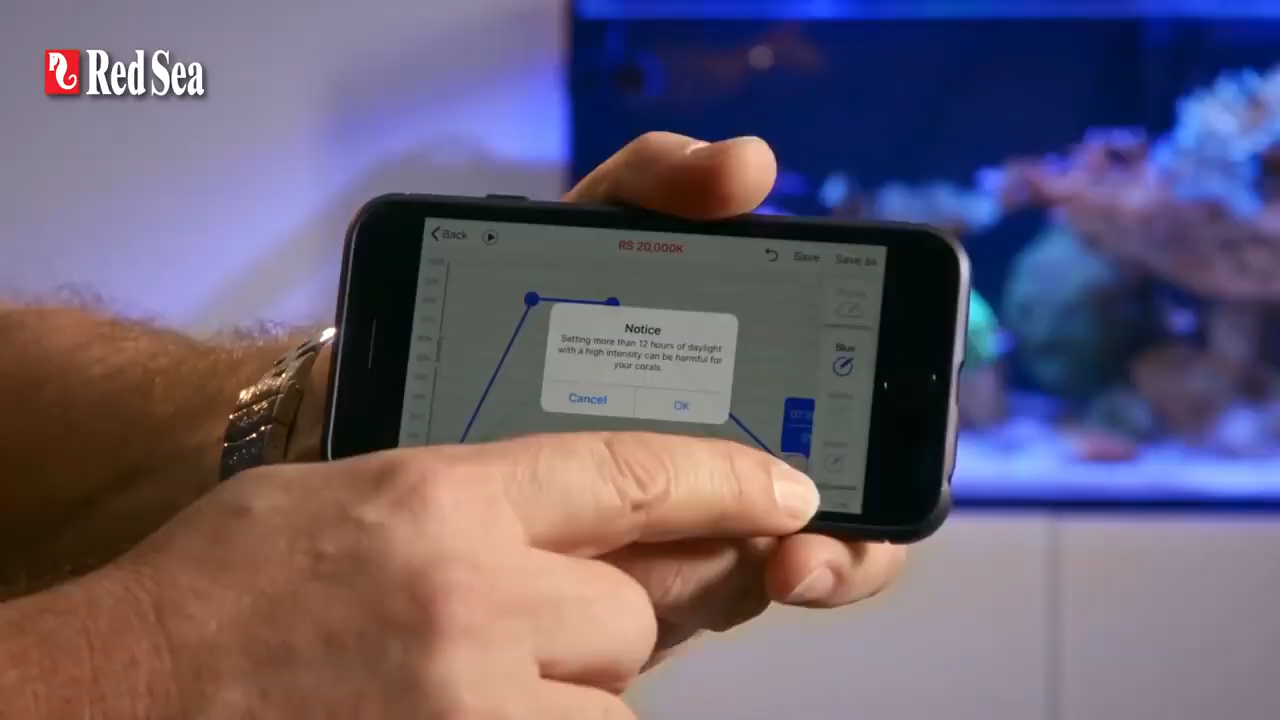 Red Sea
Back
RS 20,000K
Save
Save as
Notice
Setting more than 12 hours of daylight
with a high intensity can be harmful for
your corals.
Cancel
OK
Blue